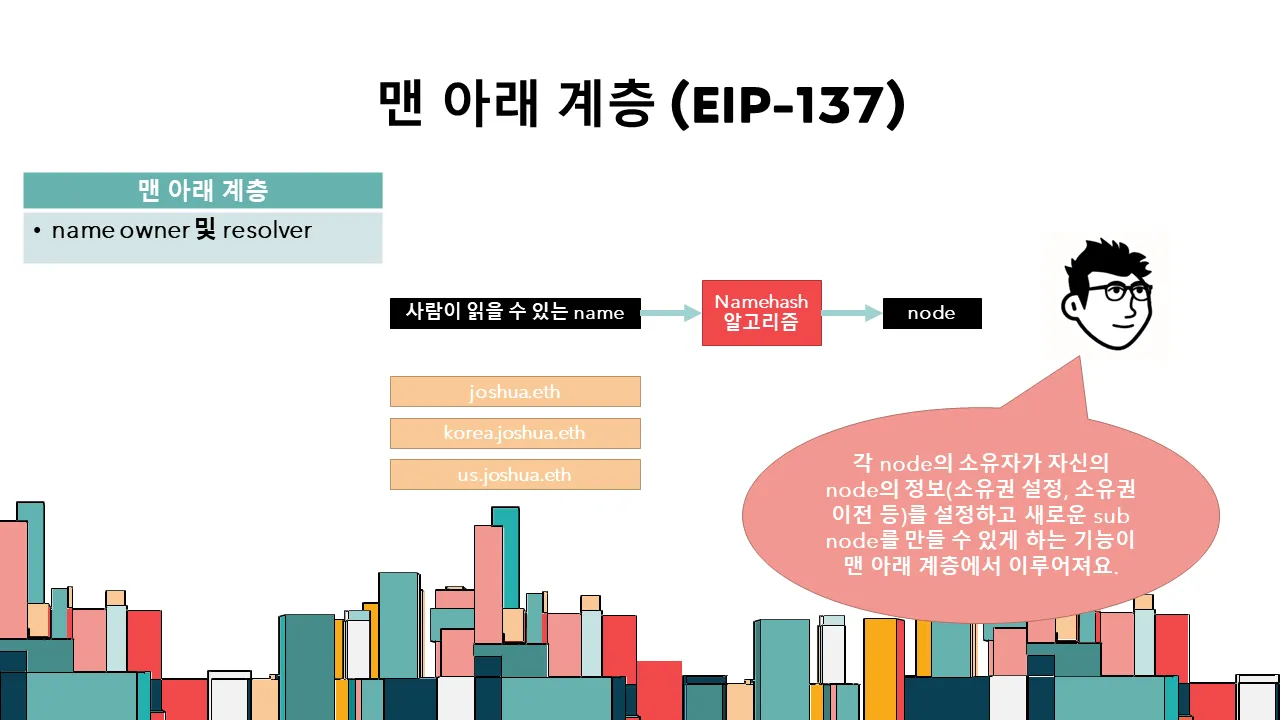 맨 아래 계층 (EIP-137)
맨 아래 계층
• name owner 및 resolver
사람이 읽을 수 있는 name
Namehash
알고리즘
node
joshua.eth
korea.joshua.eth
us.joshua.eth
각 node의 소유자가 자신의
node의 정보(소유권 설정, 소유권
이전 등)를 설정하고 새로운 sub
node를 만들 수 있게 하는 기능이
맨 아래 계층에서 이루어져요.